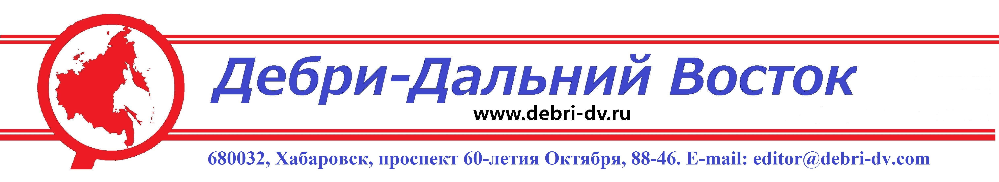 Дебри-Дальний Восток
www.debri-dv.ru
680032, Хабаровск, проспект 60-летия Октября, 88-46. E-mail: editor@debri-dv.com